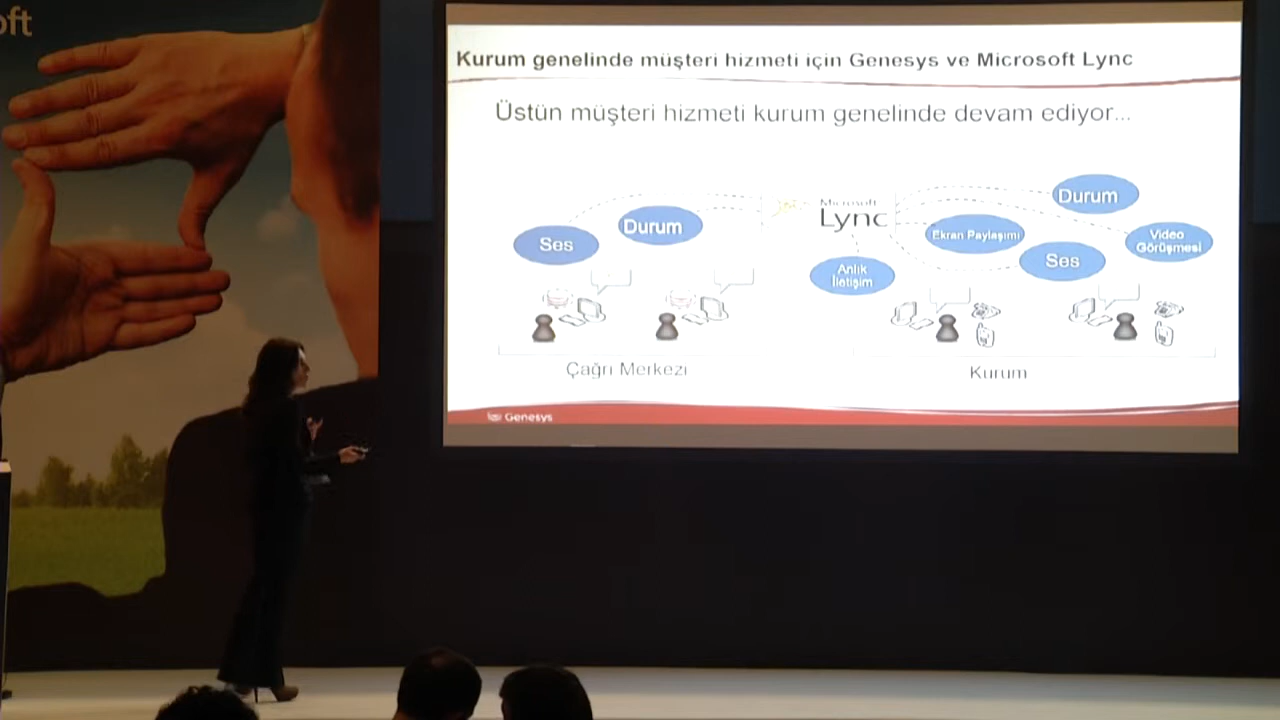 oft
Kurum genelinde müşteri hizmeti için Genesys ve Microsoft Lync
Üstün müşteri hizmeti kurum genelinde devam ediyor...
Durum
Microsoft
Lync
Durum
Ses
Ekran Paylaşımı
Video
Görüşmesi
Ses
Anlık
İletişim
Çağrı Merkezi
Kurum
Genesys